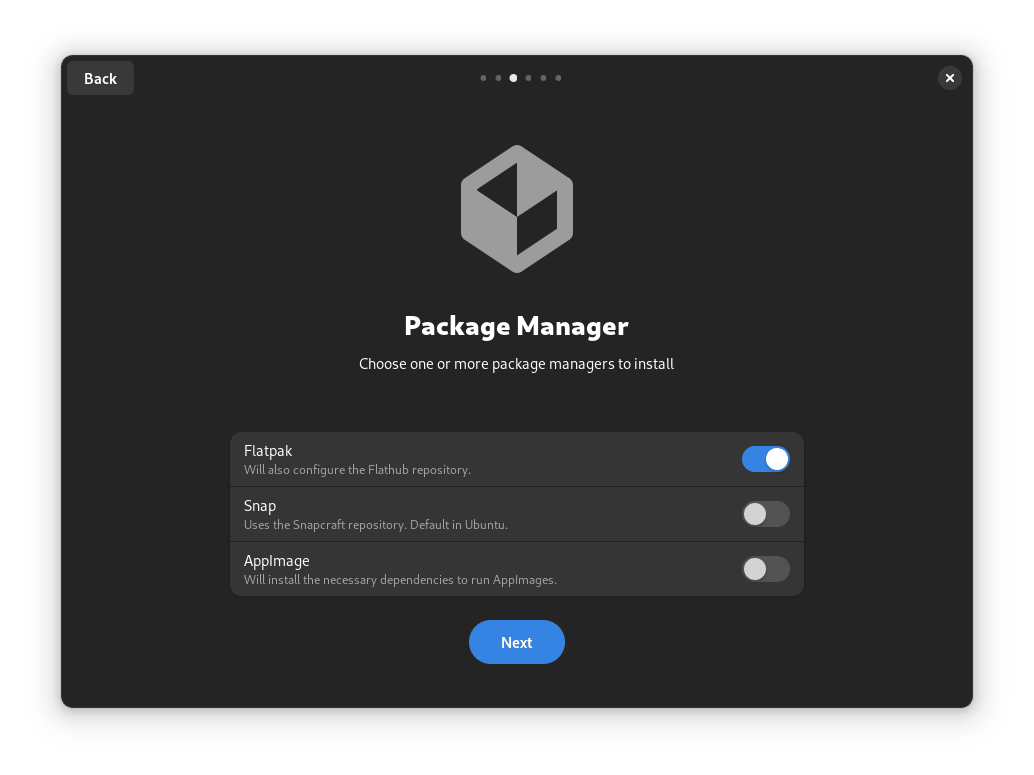 Back
Package Manager
Choose one or more package managers to install
Flatpak
Will also configure the Flathub repository.
Snap
Uses the Snapcraft repository. Default in Ubuntu.
AppImage
Will install the necessary dependencies to run AppImages.
Next